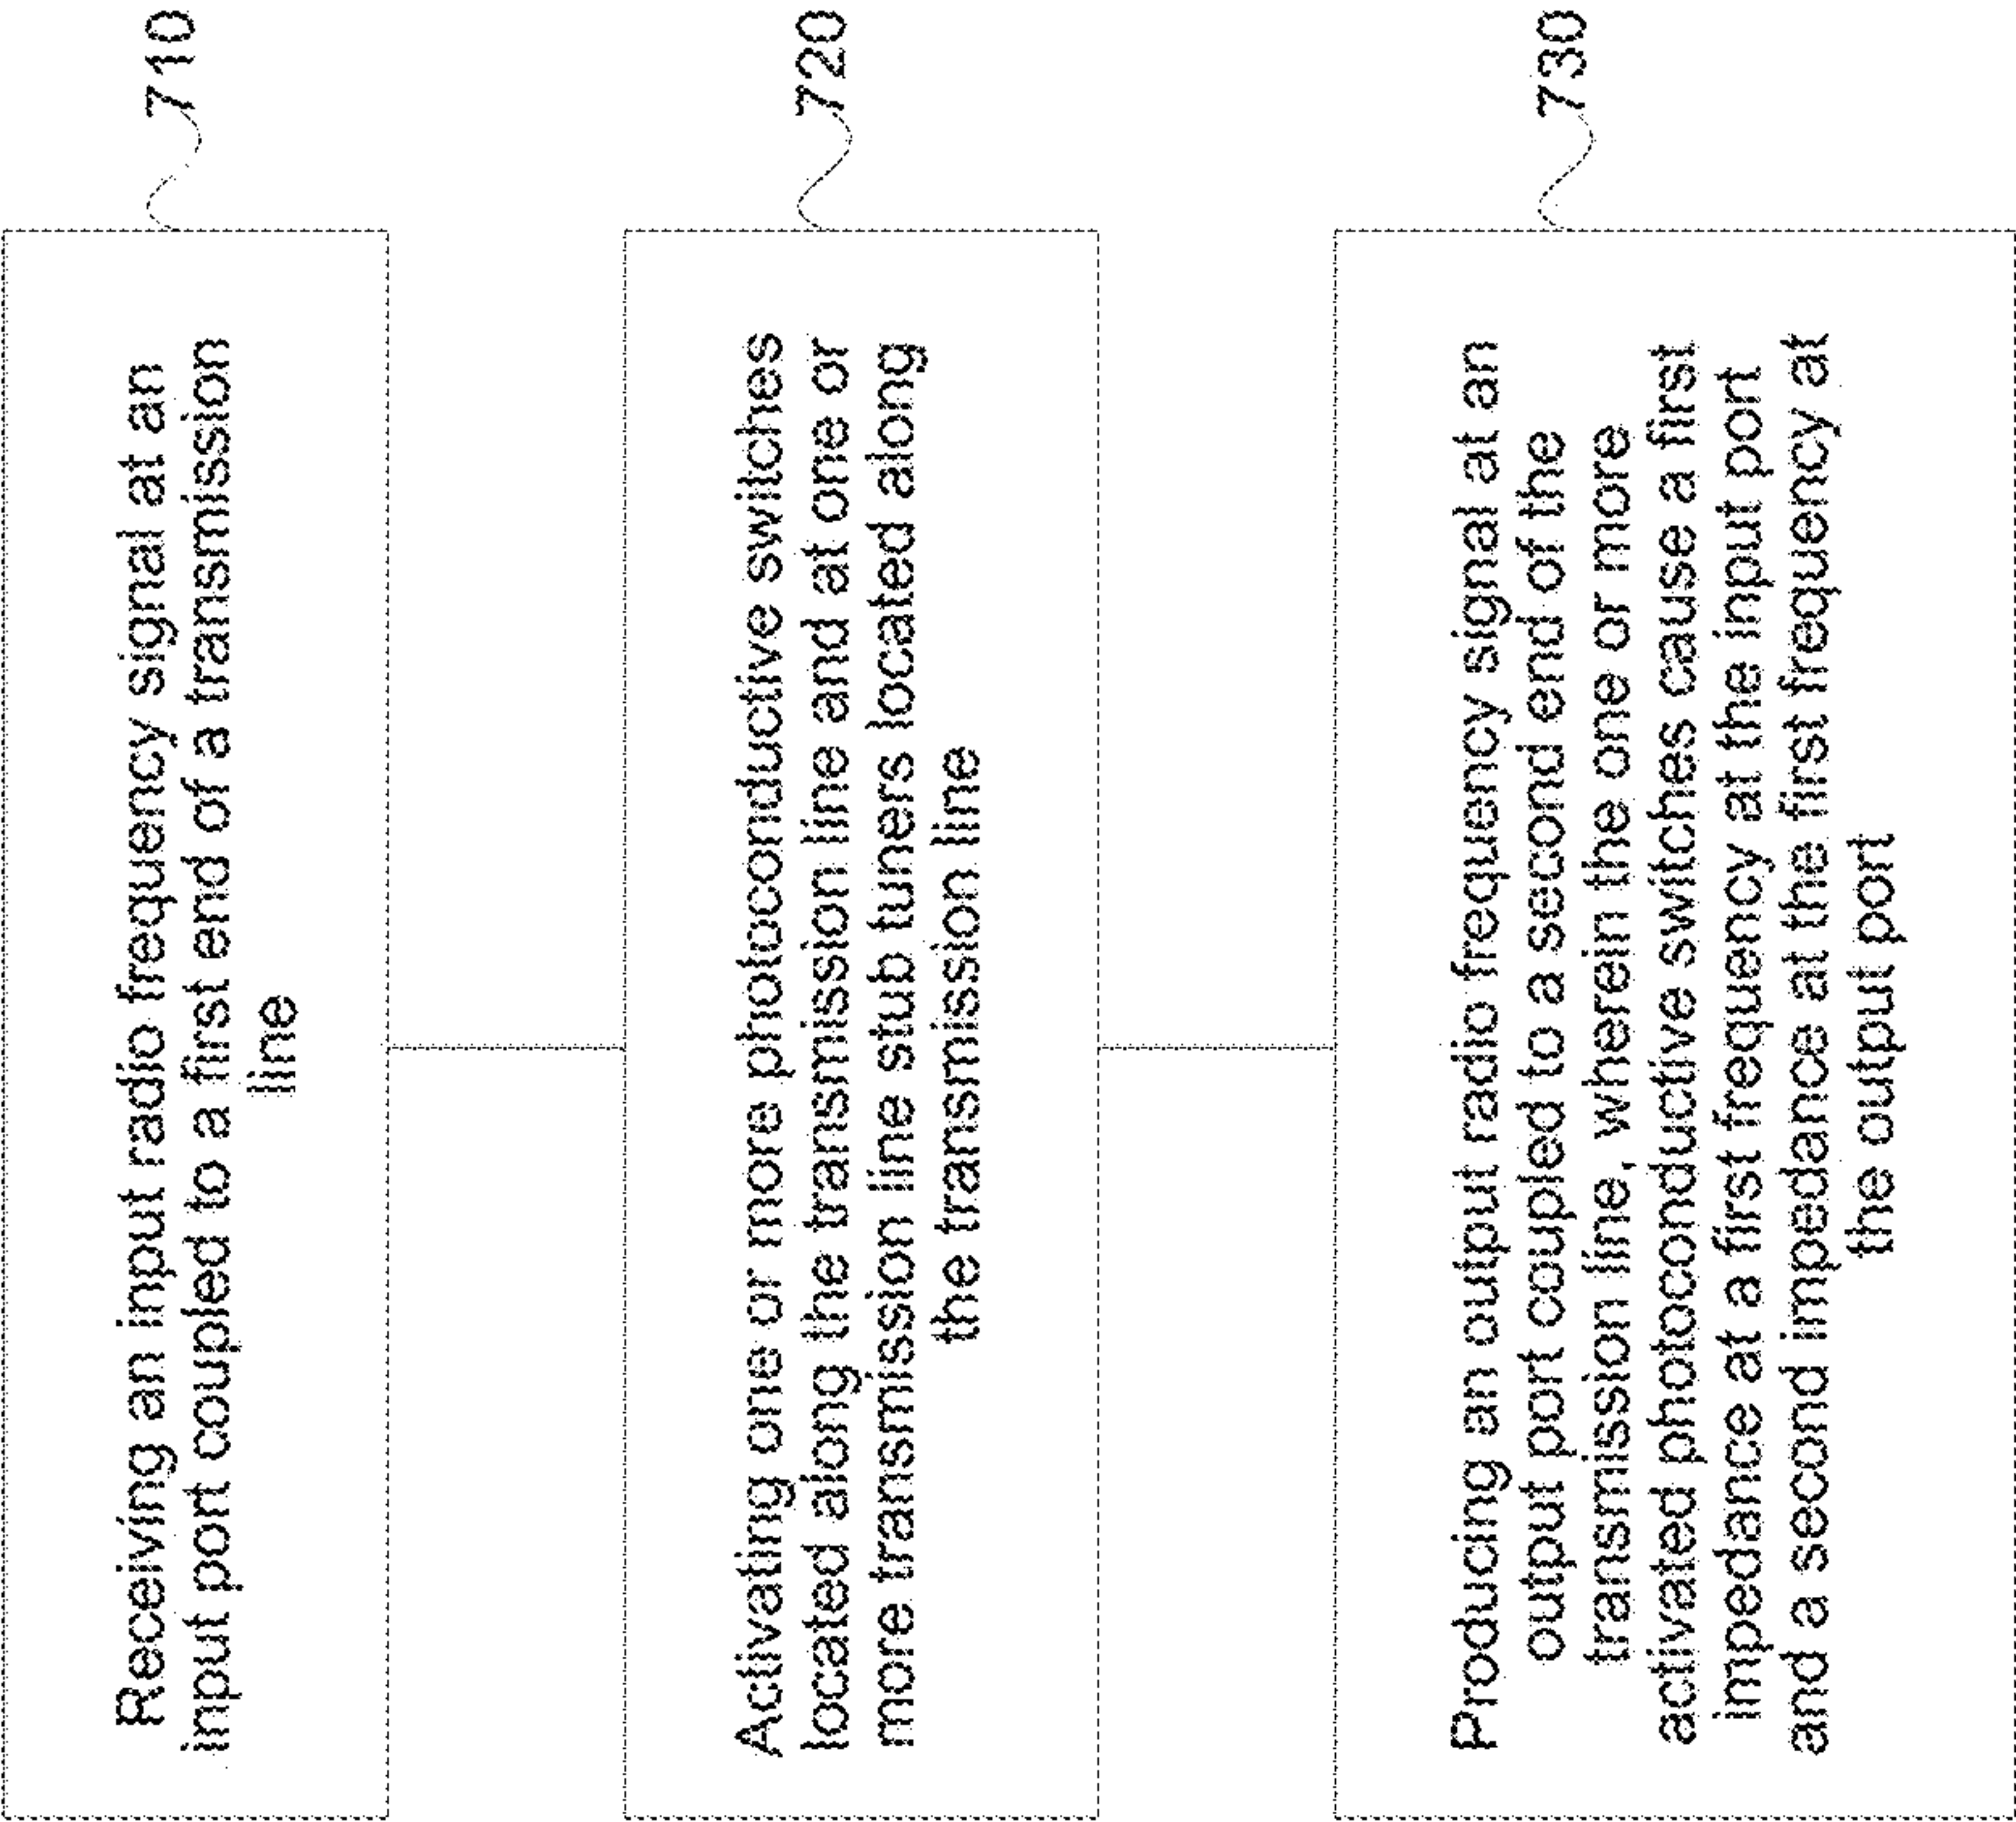 710
Receiving an input radio frequency signal at an
input port coupled to a first end of a transmission
line
720
Activating one or more photoconductive switches
located along the transmission line and at one or
more transmission line stub tuners located along
the transmission line
730
Producing an output radio frequency signal at an
output port coupled to a second end of the
transmission line, wherein the one or more
activated photoconductive switches cause a first
impedance at a first frequency at the input port
and a second impedance at the first frequency at
the output port